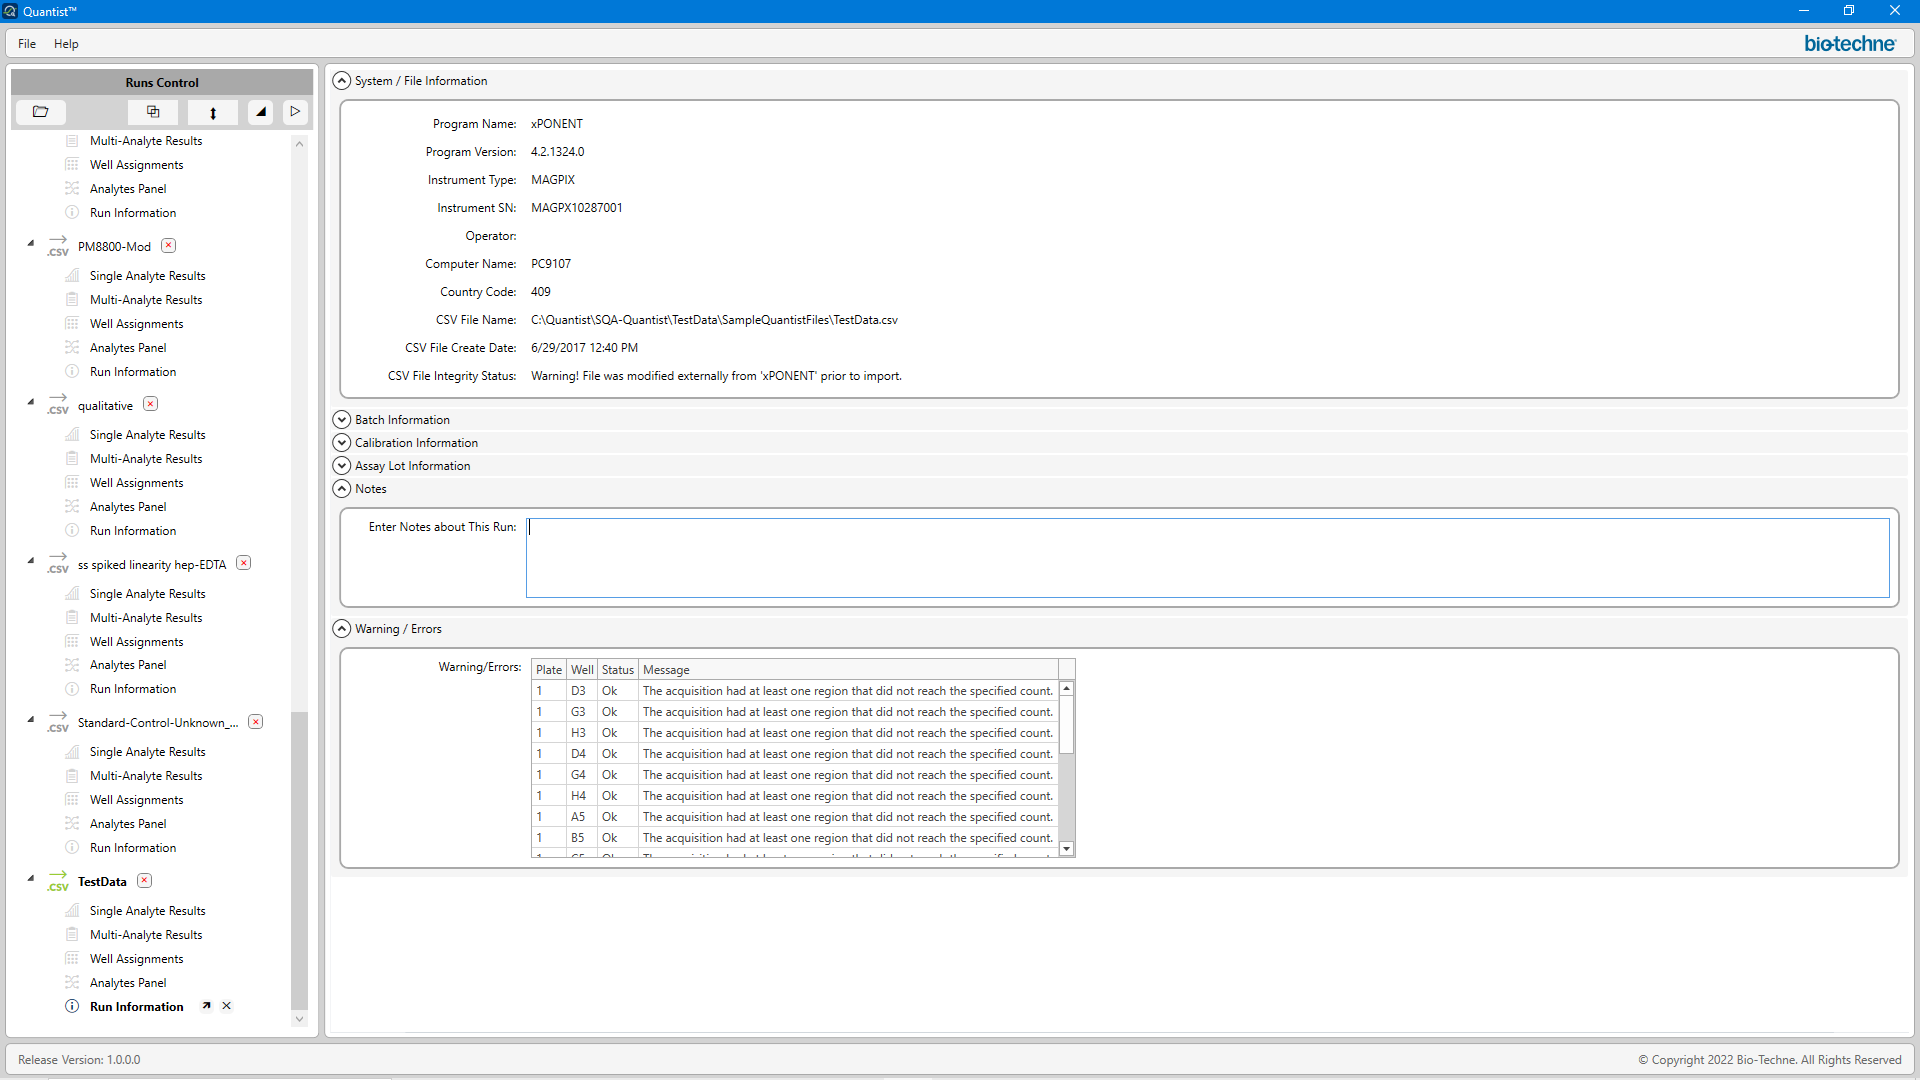 Quantist™
File Help
bio-techne
Runs Control
Multi-Analyte Results
Well Assignments
Analytes Panel
Run Information
.CSV PM8800-Mod
Single Analyte Results
Multi-Analyte Results
Well Assignments
Analytes Panel
Run Information
.CSV qualitative
Single Analyte Results
Multi-Analyte Results
Well Assignments
Analytes Panel
Run Information
.CSV ss spiked linearity hep-EDTA
Single Analyte Results
Multi-Analyte Results
Well Assignments
Analytes Panel
Run Information
.CSV Standard-Control-Unknown_...
Single Analyte Results
Multi-Analyte Results
Well Assignments
Analytes Panel
Run Information
.CSV TestData
Single Analyte Results
Multi-Analyte Results
Well Assignments
Analytes Panel
Run Information
System / File Information
Program Name: xPONENT
Program Version: 4.2.1324.0
Instrument Type: MAGPIX
Instrument SN: MAGPX10287001
Operator:
Computer Name: PC9107
Country Code: 409
CSV File Name: C:\Quantist\SQA-Quantist\TestData\SampleQuantistFiles\TestData.csv
CSV File Create Date: 6/29/2017 12:40 PM
CSV File Integrity Status: Warning! File was modified externally from 'xPONENT' prior to import.
Batch Information
Calibration Information
Assay Lot Information
Notes
Enter Notes about This Run:
Warning / Errors
Warning/Errors: Plate Well Status Message
1 D3 Ok The acquisition had at least one region that did not reach the specified count.
1 G3 Ok The acquisition had at least one region that did not reach the specified count.
1 H3 Ok The acquisition had at least one region that did not reach the specified count.
1 D4 Ok The acquisition had at least one region that did not reach the specified count.
1 G4 Ok The acquisition had at least one region that did not reach the specified count.
1 H4 Ok The acquisition had at least one region that did not reach the specified count.
1 A5 Ok The acquisition had at least one region that did not reach the specified count.
1 B5 Ok The acquisition had at least one region that did not reach the specified count.
Release Version: 1.0.0.0
© Copyright 2022 Bio-Techne. All Rights Reserved